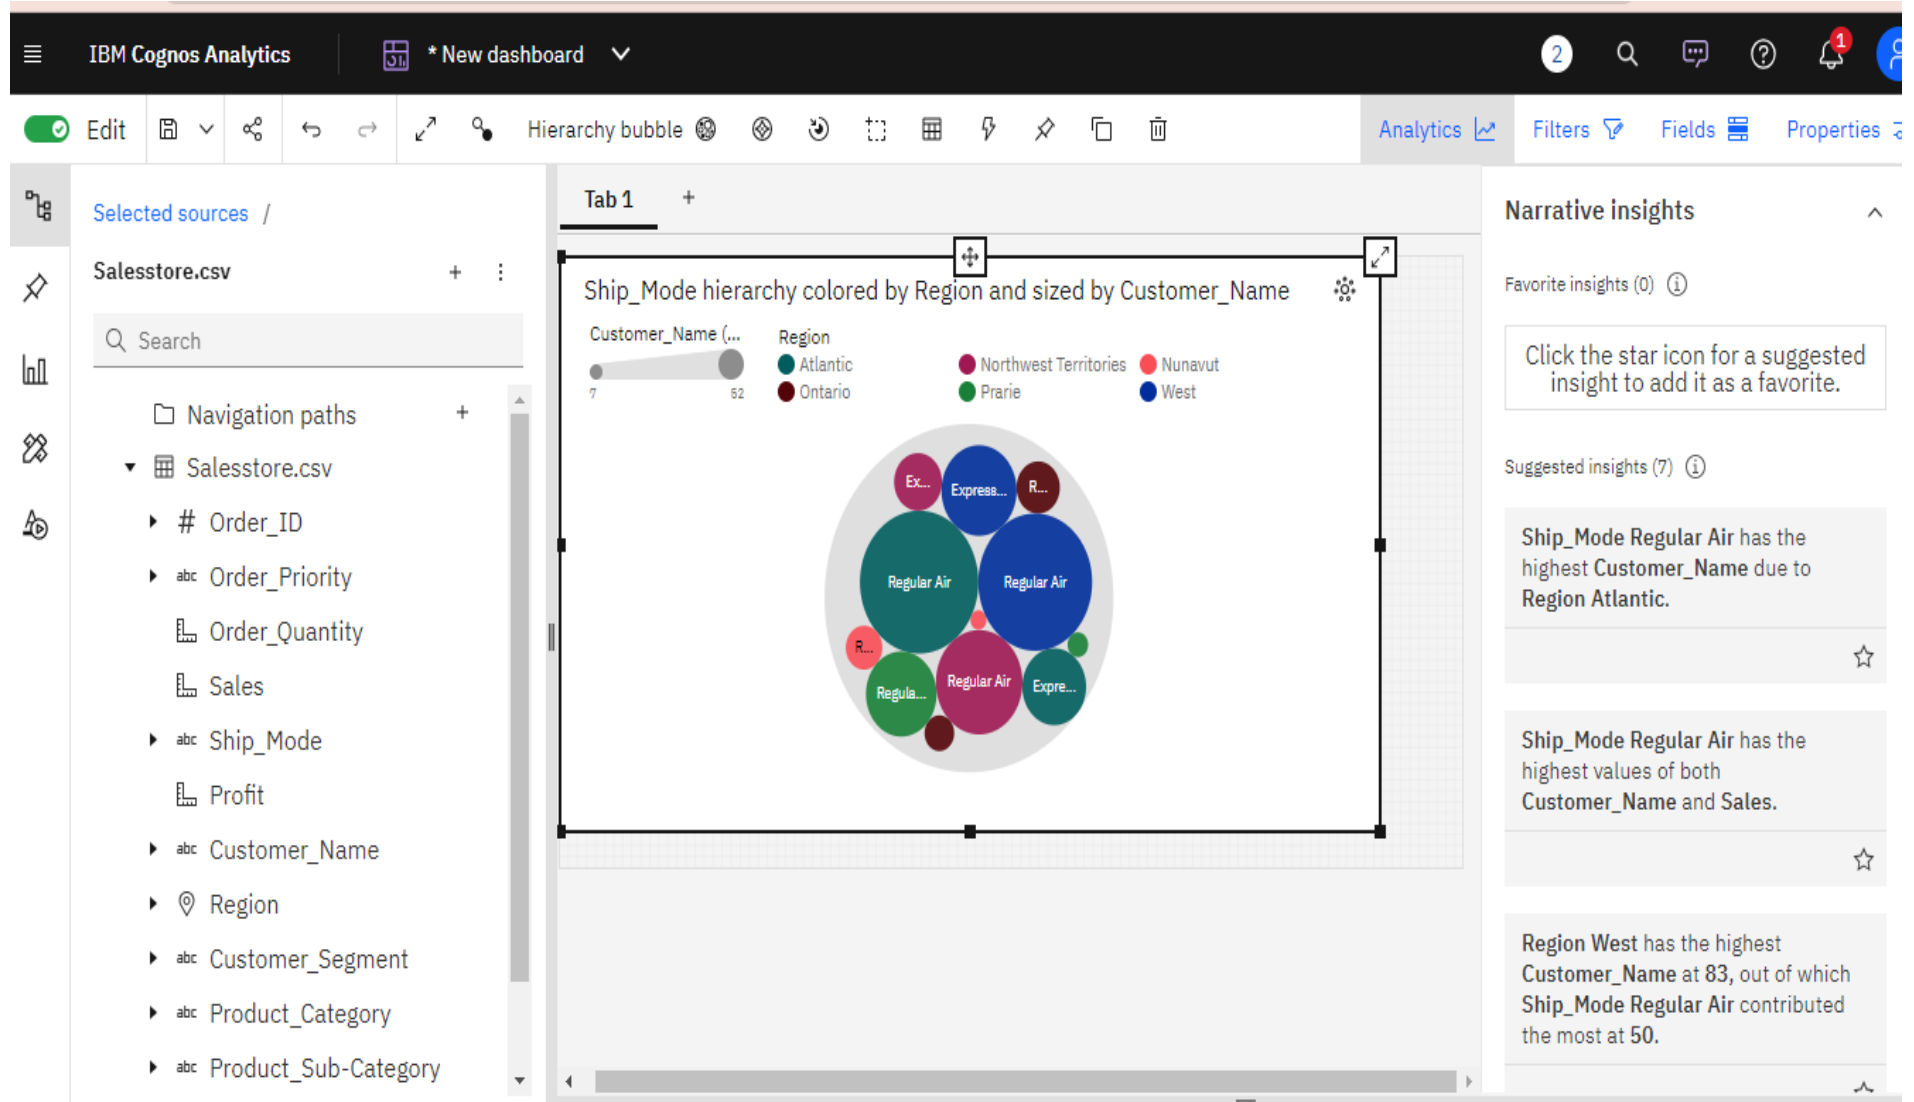 IBM Cognos Analytics
* New dashboard
2
1
Edit
Hierarchy bubble
Analytics
Filters
Fields
Properties
Selected sources /
Salesstore.csv
Search
Navigation paths
Salesstore.csv
# Order_ID
abc Order_Priority
Order_Quantity
Sales
abc Ship_Mode
Profit
abc Customer_Name
Region
abc Customer_Segment
abc Product_Category
abc Product_Sub-Category
Tab 1
Ship_Mode hierarchy colored by Region and sized by Customer_Name
Customer_Name (...
7
52
Region
Atlantic
Northwest Territories
Nunavut
Ontario
Prarie
West
Ex...
Express...
R...
Regular Air
Regular Air
R...
Regula...
Regular Air
Expre...
Narrative insights
Favorite insights (0)
Click the star icon for a suggested
insight to add it as a favorite.
Suggested insights (7)
Ship_Mode Regular Air has the
highest Customer_Name due to
Region Atlantic.
Ship_Mode Regular Air has the
highest values of both
Customer_Name and Sales.
Region West has the highest
Customer_Name at 83, out of which
Ship_Mode Regular Air contributed
the most at 50.